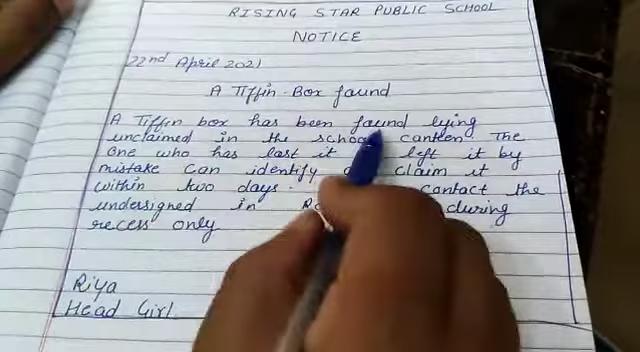 RISING STAR PUBLIC SCHOOL
NOTICE
22nd April 2021
A Tiffin-Box found
A Tiffin box has been found lying
unclaimed in the school canteen The
one who has lost it left it by
mistake can identify claim it
within two days. contact the
undersigned in during
recess only
Riya
Head Girl